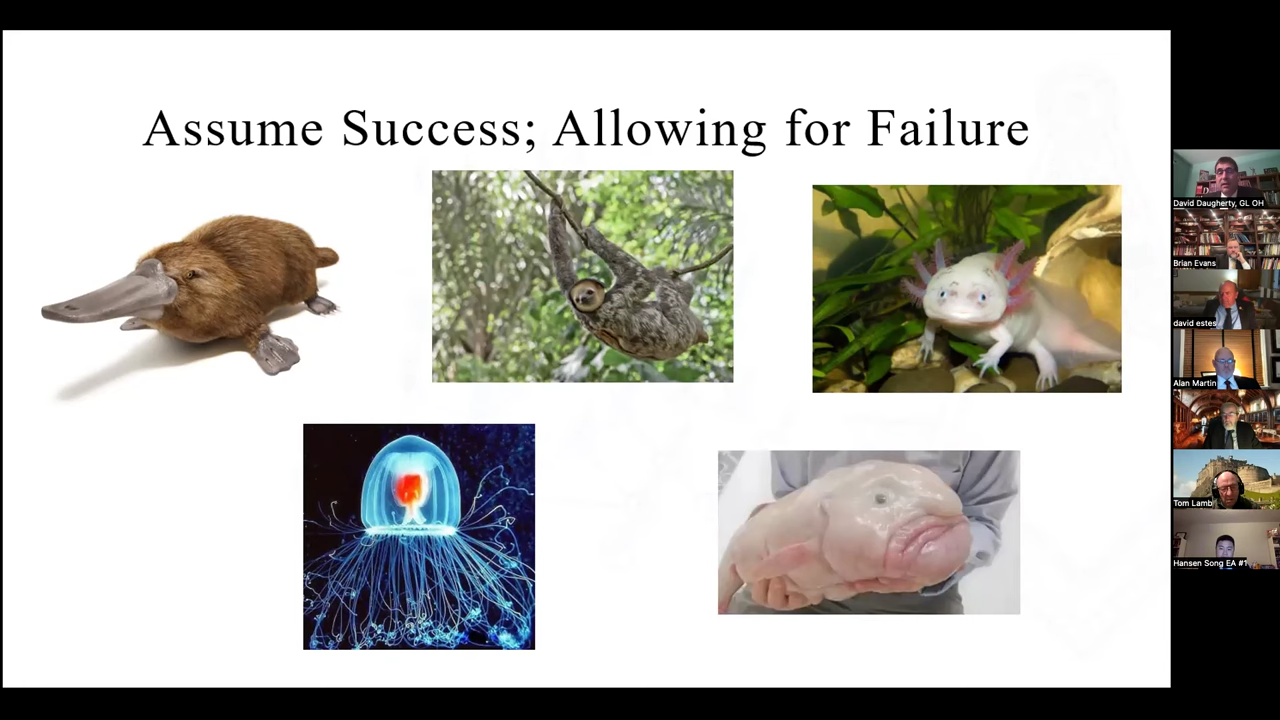 Assume Success; Allowing for Failure
David Daugherty, GL OH
Brian Evans
david estes
Alan Martin
Tom Lamb
Hansen Song EA #1